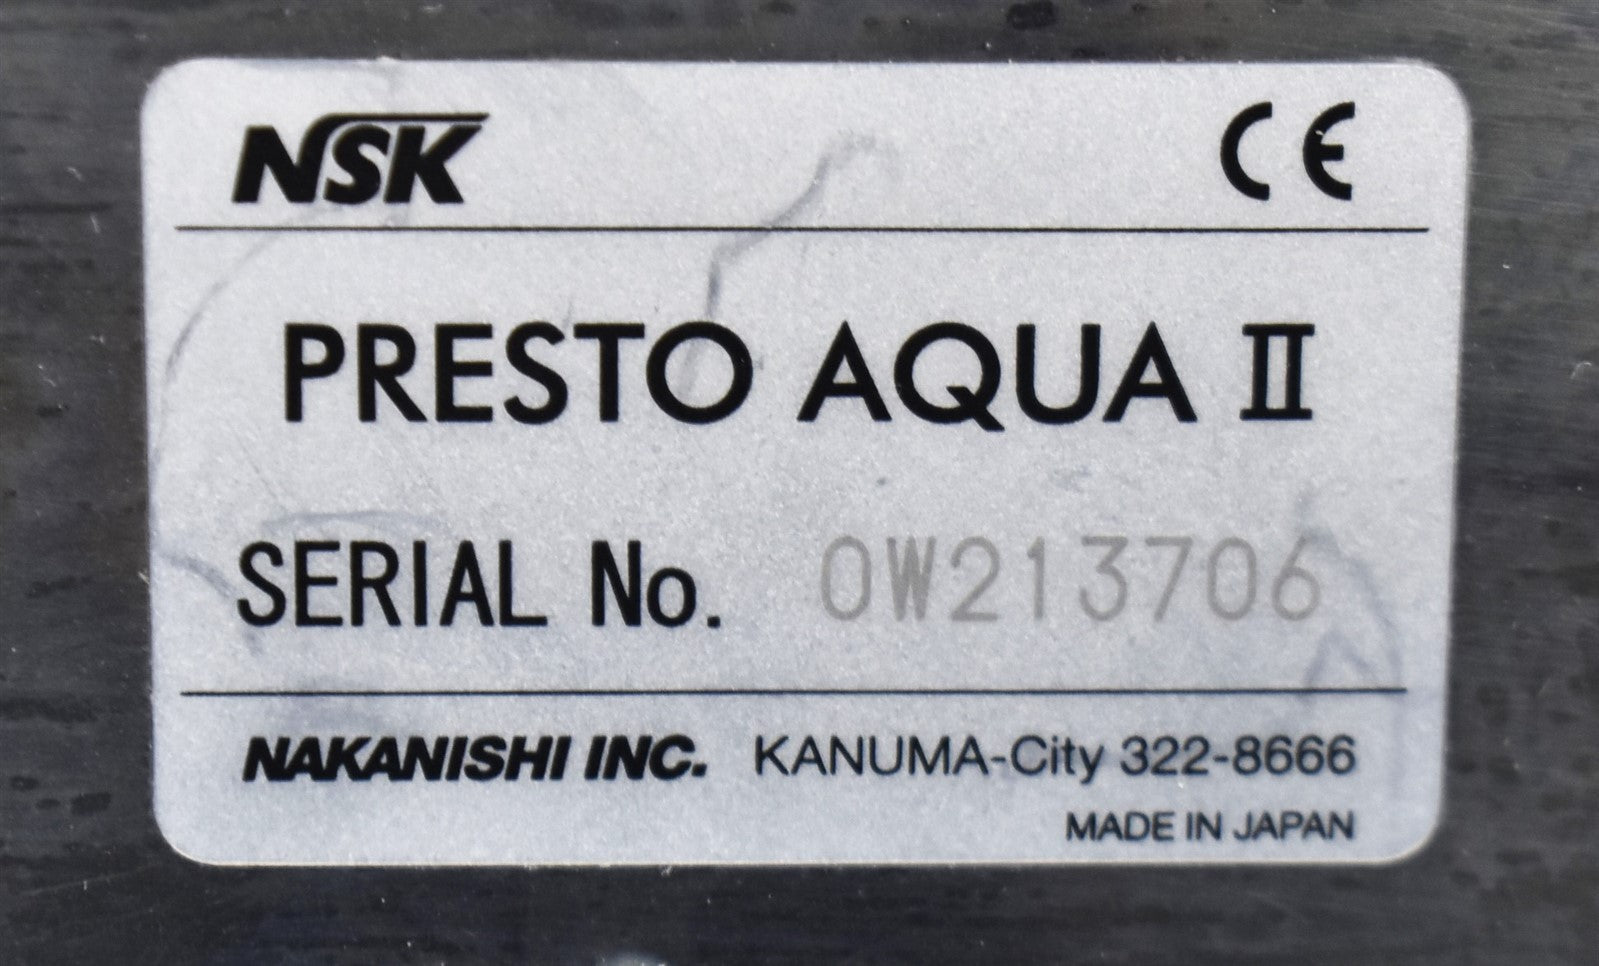 NSK CE
PRESTO AQUA II
SERIAL No. 0W213706
NAKANISHI INC. KANUMA-City 322-8666
MADE IN JAPAN